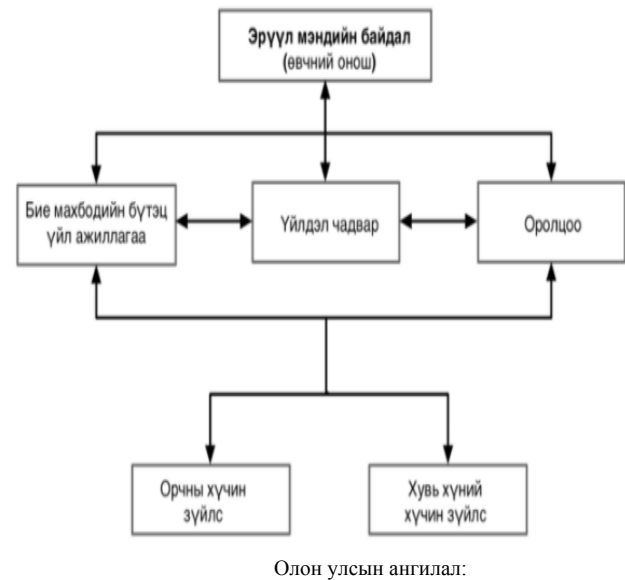 Эрүүл мэндийн байдал
(өвчний онош)
Бие махбодийн бүтэц
үйл ажиллагаа
Үйлдэл чадвар
Оролцоо
Орчны хүчин
зүйлс
Хувь хүний
хүчин зүйлс
Олон улсын ангилал: